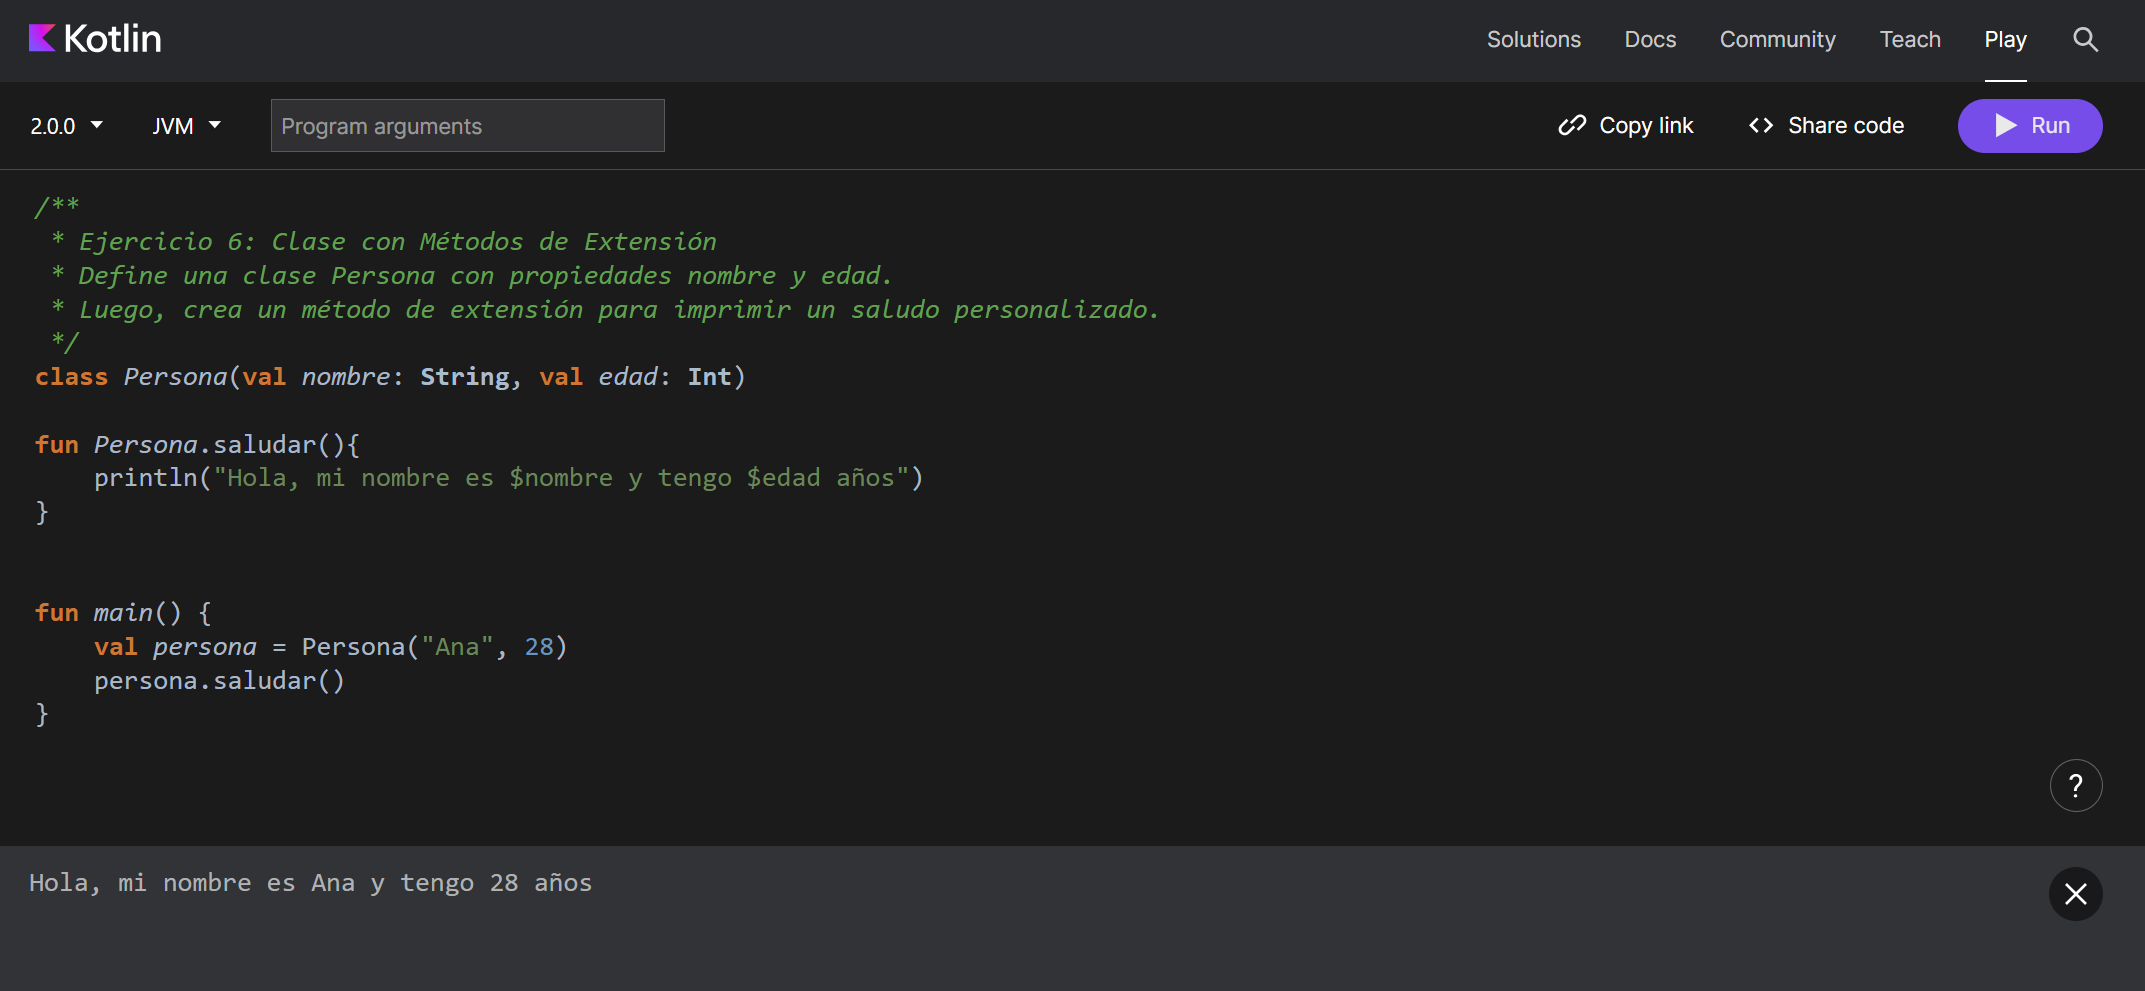 Kotlin
Solutions Docs Community Teach Play
2.0.0 JVM Program arguments Copy link <> Share code Run
/**
 * Ejercicio 6: Clase con Métodos de Extensión
 * Define una clase Persona con propiedades nombre y edad.
 * Luego, crea un método de extensión para imprimir un saludo personalizado.
 */
class Persona(val nombre: String, val edad: Int)
fun Persona.saludar(){
    println("Hola, mi nombre es $nombre y tengo $edad años")
}
fun main() {
    val persona = Persona("Ana", 28)
    persona.saludar()
}
?
Hola, mi nombre es Ana y tengo 28 años